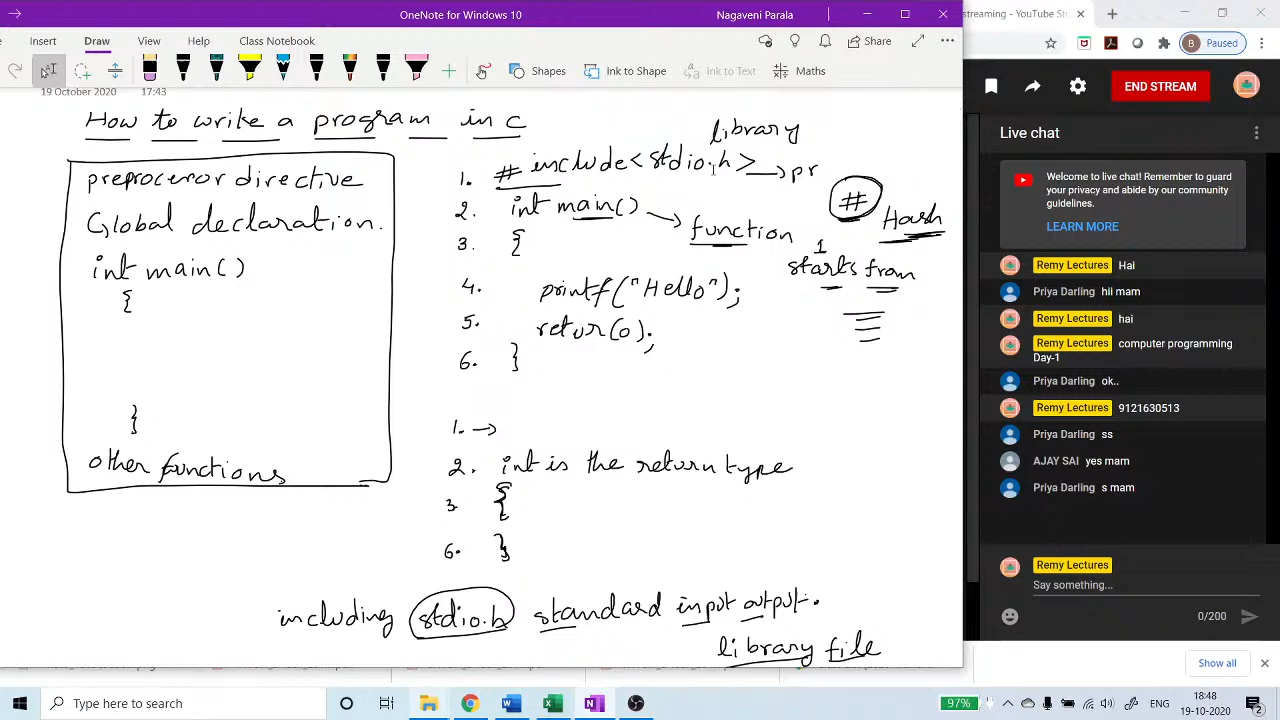 OneNote for Windows 10
Nagaveni Parala
streaming - YouTube St
Insert
Draw
View
Help
Class Notebook
Share
Paused
Shapes
Ink to Shape
Ink to Text
Maths
END STREAM
19 October 2020
17:43
How to write a program in c
library
preprocerror directive
Global declaration.
int main()
{
}
other functions
1. # include<stdio.h> → pr
2. int main() → function
3. {
4. printf("Hello");
5. retur(0);
6. }
#
Hash
1
starts from
1. →
2. int is the return type
3. {
6. }
including stdio.h standard input output.
library file
Live chat
Welcome to live chat! Remember to guard
your privacy and abide by our community
guidelines.
LEARN MORE
Remy Lectures Hai
Priya Darling hii mam
Remy Lectures hai
Remy Lectures computer programming
Day-1
Priya Darling ok..
Remy Lectures 9121630513
Priya Darling ss
AJAY SAI yes mam
Priya Darling s mam
Remy Lectures
Say something...
0/200
Show all
Type here to search
97%
ENG
18:48
19-10-2020
2